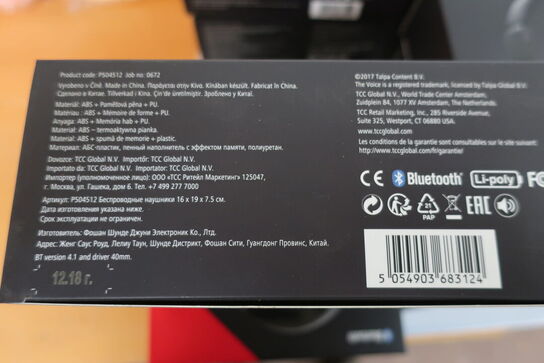 Product code: P504512 Job no: 0672
Vyrobeno v Číně. Made in China. Παράγεται στην Κίνα. Kínában készült. Fabricat în China.
Сделано в Китае. Tillverkad i Kina. Çin'de üretilmiştir. Зроблено у Китаї.
Materiál: ABS + Pamětľová pěna + PU.
Matériau: ABS + Mémoire de forme + PU.
Anyaga: ABS + Memória hab + PU.
Materiał: ABS – termoaktywna pianka.
Material: ABS + spumă de memorie + plastic.
Материал: АБС-пластик, пенный наполнитель с эффектом памяти, полиуретан.
Dovozce: TCC Global N.V. Importőr: TCC Global N.V.
Importato da: TCC Global N.V. Importator: TCC Global N.V.
Импортер (уполномоченное изготовителем лицо): ООО «ТСС Ритейл Маркетинг» 125047,
г. Москва, ул. Гашека, дом 6. Тел. +7 499 277 7000
Артикул: P504512 Беспроводные наушники 16 x 19 x 7.5 см.
Дата изготовления указана ниже.
Срок эксплуатации не ограничен.
Изготовитель: Фошан Шунде Джуни Электроник Ко., Лтд.
Адрес: Женг Саус Роуд, Лелиу Таун, Шунде Дистрикт, Фошан Сити, Гуангдонг Провинс, Китай.
BT version 4.1 and driver 40mm.
12.18 г.
©2017 Talpa Content B.V.
The Voice is a registered trademark, licensed by Talpa Global B.V.
TCC Global N.V., World Trade Center Amsterdam,
Zuidplein 84, 1077 XV Amsterdam, The Netherlands.
TCC Retail Marketing, Inc., 285 Riverside Avenue,
Suite 325, Westport, CT 06880 USA.
www.tccglobal.com
Les conditions de la garantie sont consultables sur le site suivant:
http://www.tccglobal.com/fr/garantie/
CE Bluetooth® Li-poly FC
21
PAP
EAC
5 054903 683124